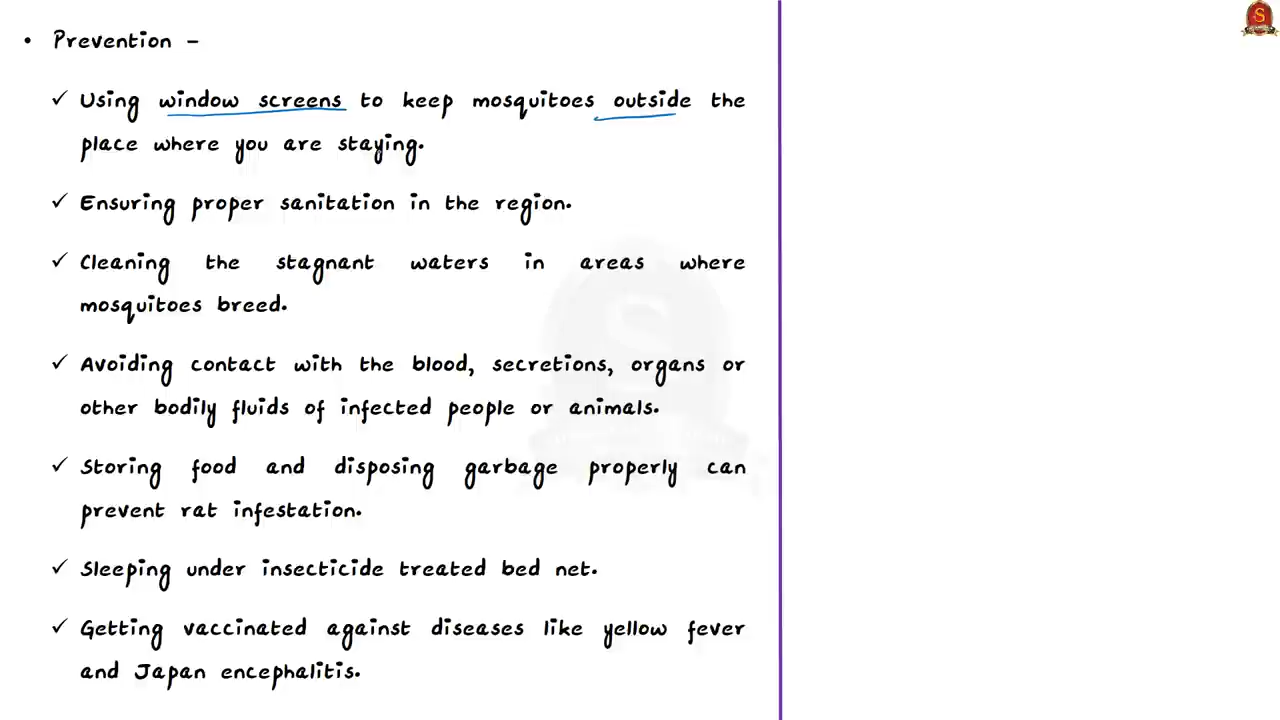 • Prevention –
✓ Using window screens to keep mosquitoes outside the
place where you are staying.
✓ Ensuring proper sanitation in the region.
✓ Cleaning the stagnant waters in areas where
mosquitoes breed.
✓ Avoiding contact with the blood, secretions, organs or
other bodily fluids of infected people or animals.
✓ Storing food and disposing garbage properly can
prevent rat infestation.
✓ Sleeping under insecticide treated bed net.
✓ Getting vaccinated against diseases like yellow fever
and Japan encephalitis.
S